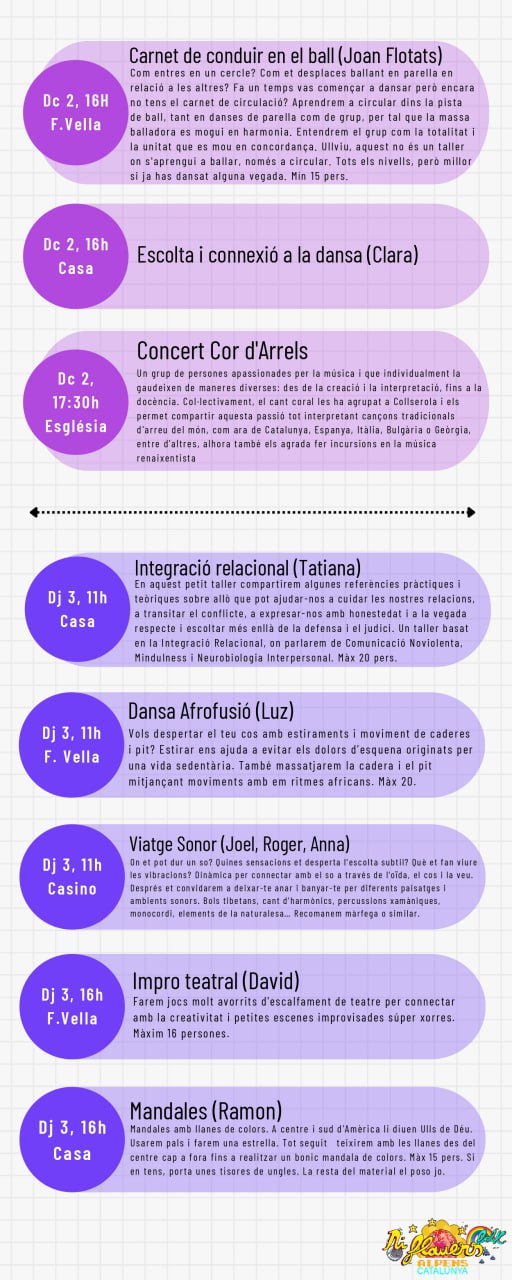 Dc 2, 16H
F.Vella
Carnet de conduir en el ball (Joan Flotats)
Com entres en un cercle? Com et desplaces ballant en parella en
relació a les altres? Fa un temps vas començar a dansar però encara
no tens el carnet de circulació? Aprendrem a circular dins la pista
de ball, tant en danses de parella com de grup, per tal que la massa
balladora es mogui en harmonia. Entendrem el grup com la totalitat i
la unitat que es mou en concordança. Ullviu, aquest no és un taller
on s'aprengui a ballar, només a circular. Tots els nivells, però millor
si ja has dansat alguna vegada. Mín 15 pers.
Dc 2, 16h
Casa
Escolta i connexió a la dansa (Clara)
Dc 2,
17:30h
Església
Concert Cor d'Arrels
Un grup de persones apassionades per la música i que individualment la
gaudeixen de maneres diverses: des de la creació i la interpretació, fins a la
docència. Col·lectivament, el cant coral les ha agrupat a Collserola i els
permet compartir aquesta passió tot interpretant cançons tradicionals
d'arreu del món, com ara de Catalunya, Espanya, Itàlia, Bulgària o Geòrgia,
entre d'altres, alhora també els agrada fer incursions en la música
renaixentista
Dj 3, 11h
Casa
Integració relacional (Tatiana)
En aquest petit taller compartirem algunes referències pràctiques i
teòriques sobre allò que pot ajudar-nos a cuidar les nostres relacions,
a transitar el conflicte, a expresar-nos amb honestedat i a la vegada
respecte i escoltar més enllà de la defensa i el judici. Un taller basat
en la Integració Relacional, on parlarem de Comunicació Noviolenta,
Mindulness i Neurobiologia Interpersonal. Màx 20 pers.
Dj 3, 11h
F. Vella
Dansa Afrofusió (Luz)
Vols despertar el teu cos amb estiraments i moviment de caderes
i pit? Estirar ens ajuda a evitar els dolors d'esquena originats per
una vida sedentària. També massatjarem la cadera i el pit
mitjançant moviments amb em ritmes africans. Màx 20.
Dj 3, 11h
Casino
Viatge Sonor (Joel, Roger, Anna)
On et pot dur un so? Quines sensacions et desperta l'escolta subtil? Què et fan viure
les vibracions? Dinàmica per connectar amb el so a través de l'oïda, el cos i la veu.
Després et convidarem a deixar-te anar i banyar-te per diferents paisatges i
ambients sonors. Bols tibetans, cant d'harmònics, percussions xamàniques,
monocordi, elements de la naturalesa... Recomanem màrfega o similar.
Dj 3, 16h
F.Vella
Impro teatral (David)
Farem jocs molt avorrits d'escalfament de teatre per connectar
amb la creativitat i petites escenes improvisades súper xorres.
Màxim 16 persones.
Dj 3, 16h
Casa
Mandales (Ramon)
Mandales amb llanes de colors. A centre i sud d'Amèrica li diuen Ulls de Déu.
Usarem pals i farem una estrella. Tot seguit teixirem amb les llanes des del
centre cap a fora fins a realitzar un bonic mandala de colors. Màx 15 pers. Si
en tens, porta unes tisores de ungles. La resta del material el poso jo.
flowers
folk
ALPENS
CATALUNYA